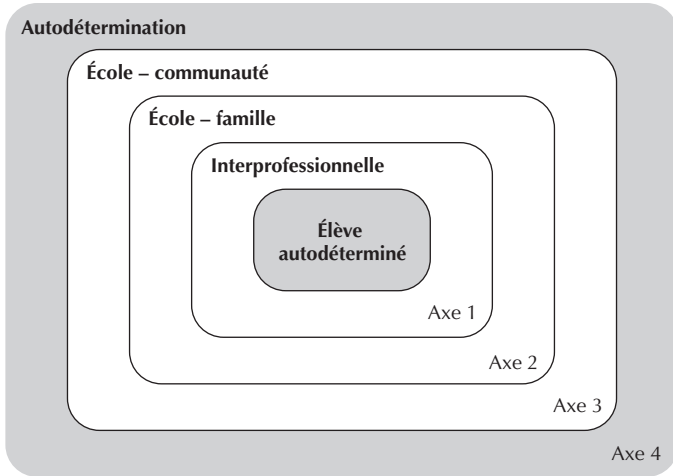 Autodétermination
École – communauté
École – famille
Interprofessionnelle
Élève
autodéterminé
Axe 1
Axe 2
Axe 3
Axe 4